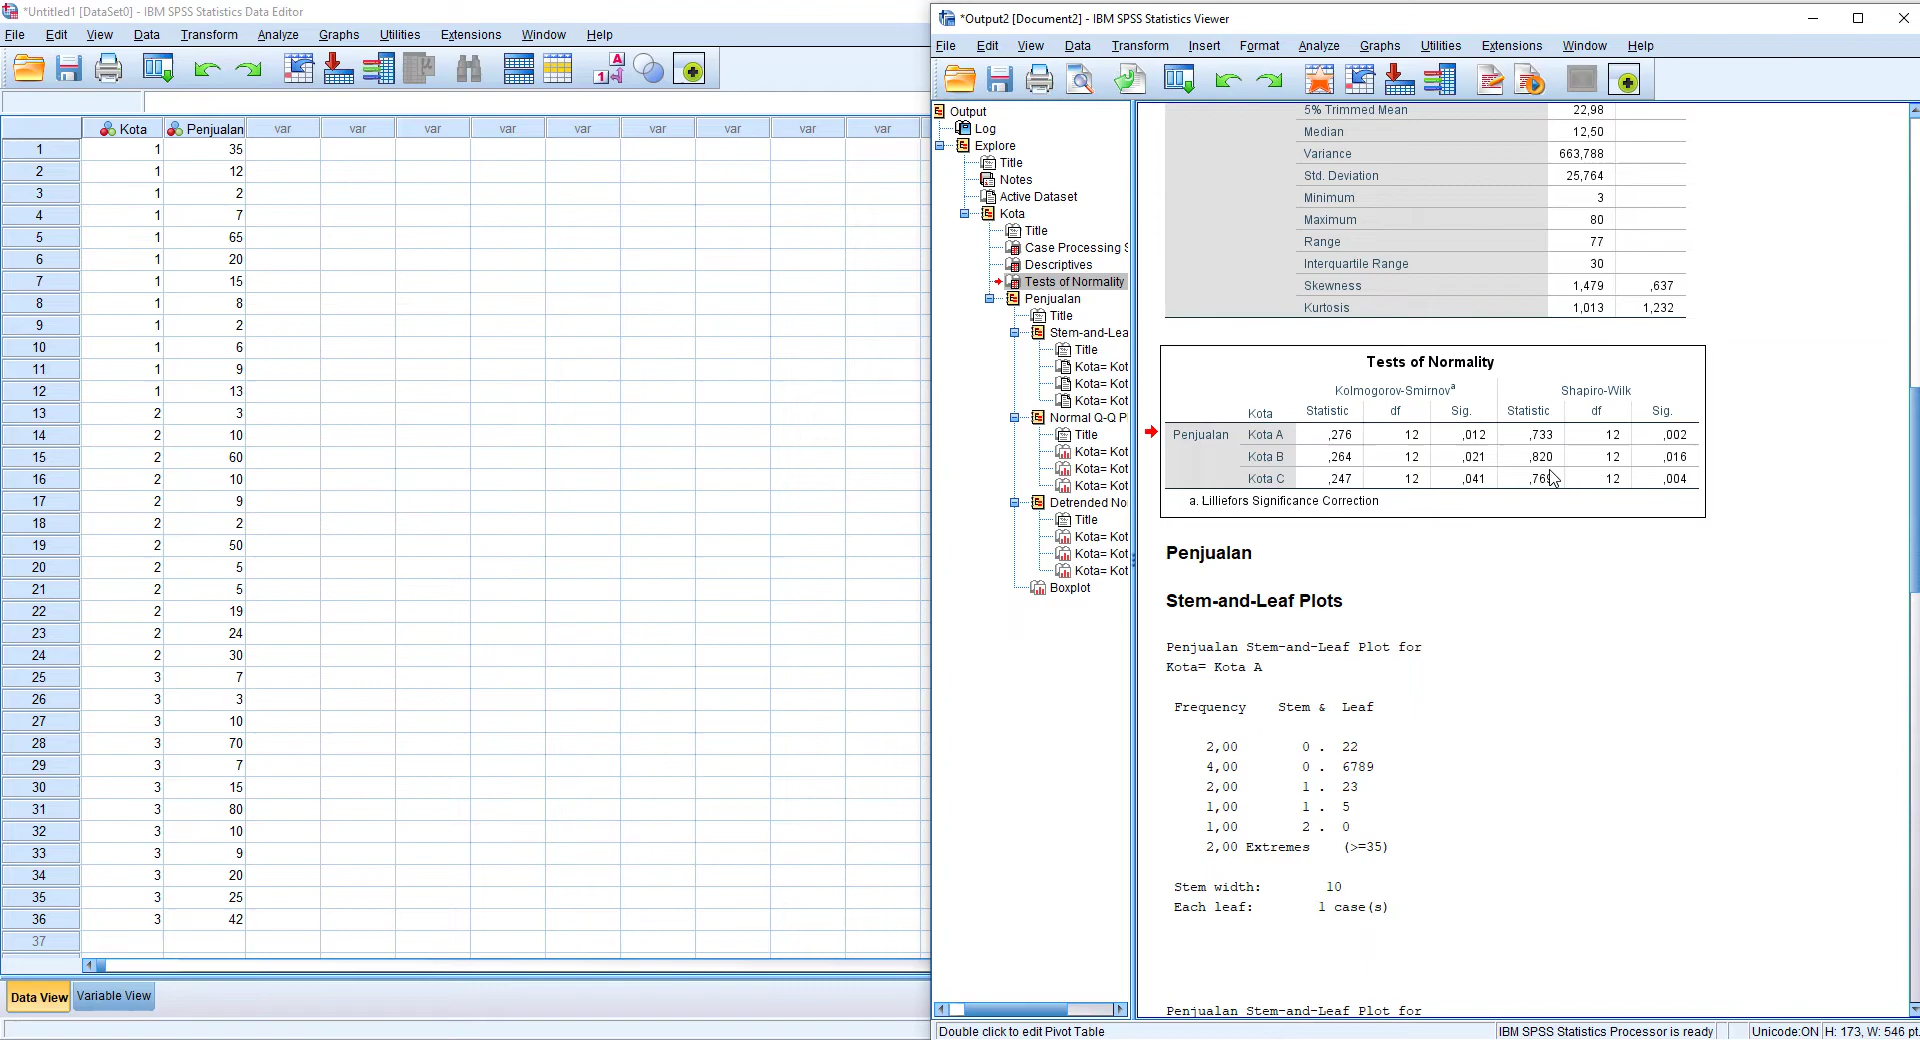 *Untitled1 [DataSet0] - IBM SPSS Statistics Data Editor
File Edit View Data Transform Analyze Graphs Utilities Extensions Window Help
Kota Penjualan var var var var var var var var var
1 1 35
2 1 12
3 1 2
4 1 7
5 1 65
6 1 20
7 1 15
8 1 8
9 1 2
10 1 6
11 1 9
12 1 13
13 2 3
14 2 10
15 2 60
16 2 10
17 2 9
18 2 2
19 2 50
20 2 5
21 2 5
22 2 19
23 2 24
24 2 30
25 3 7
26 3 3
27 3 10
28 3 70
29 3 7
30 3 15
31 3 80
32 3 10
33 3 9
34 3 20
35 3 25
36 3 42
37
Data View Variable View
*Output2 [Document2] - IBM SPSS Statistics Viewer
File Edit View Data Transform Insert Format Analyze Graphs Utilities Extensions Window Help
Output
Log
Explore
Title
Notes
Active Dataset
Kota
Title
Case Processing S
Descriptives
Tests of Normality
Penjualan
Title
Stem-and-Lea
Title
Kota= Kot
Kota= Kot
Kota= Kot
Normal Q-Q P
Title
Kota= Kot
Kota= Kot
Kota= Kot
Detrended No
Title
Kota= Kot
Kota= Kot
Kota= Kot
Boxplot
5% Trimmed Mean 22,98
Median 12,50
Variance 663,788
Std. Deviation 25,764
Minimum 3
Maximum 80
Range 77
Interquartile Range 30
Skewness 1,479 ,637
Kurtosis 1,013 1,232
Tests of Normality
Kolmogorov-Smirnov^a Shapiro-Wilk
Kota Statistic df Sig. Statistic df Sig.
Penjualan Kota A ,276 12 ,012 ,733 12 ,002
Kota B ,264 12 ,021 ,820 12 ,016
Kota C ,247 12 ,041 12 ,004
a. Lilliefors Significance Correction
Penjualan
Stem-and-Leaf Plots
Penjualan Stem-and-Leaf Plot for
Kota= Kota A
Frequency Stem & Leaf
2,00 0 . 22
4,00 0 . 6789
2,00 1 . 23
1,00 1 . 5
1,00 2 . 0
2,00 Extremes (>=35)
Stem width: 10
Each leaf: 1 case(s)
Penjualan Stem-and-Leaf Plot for
Double click to edit Pivot Table IBM SPSS Statistics Processor is ready Unicode:ON H: 173, W: 546 pt.